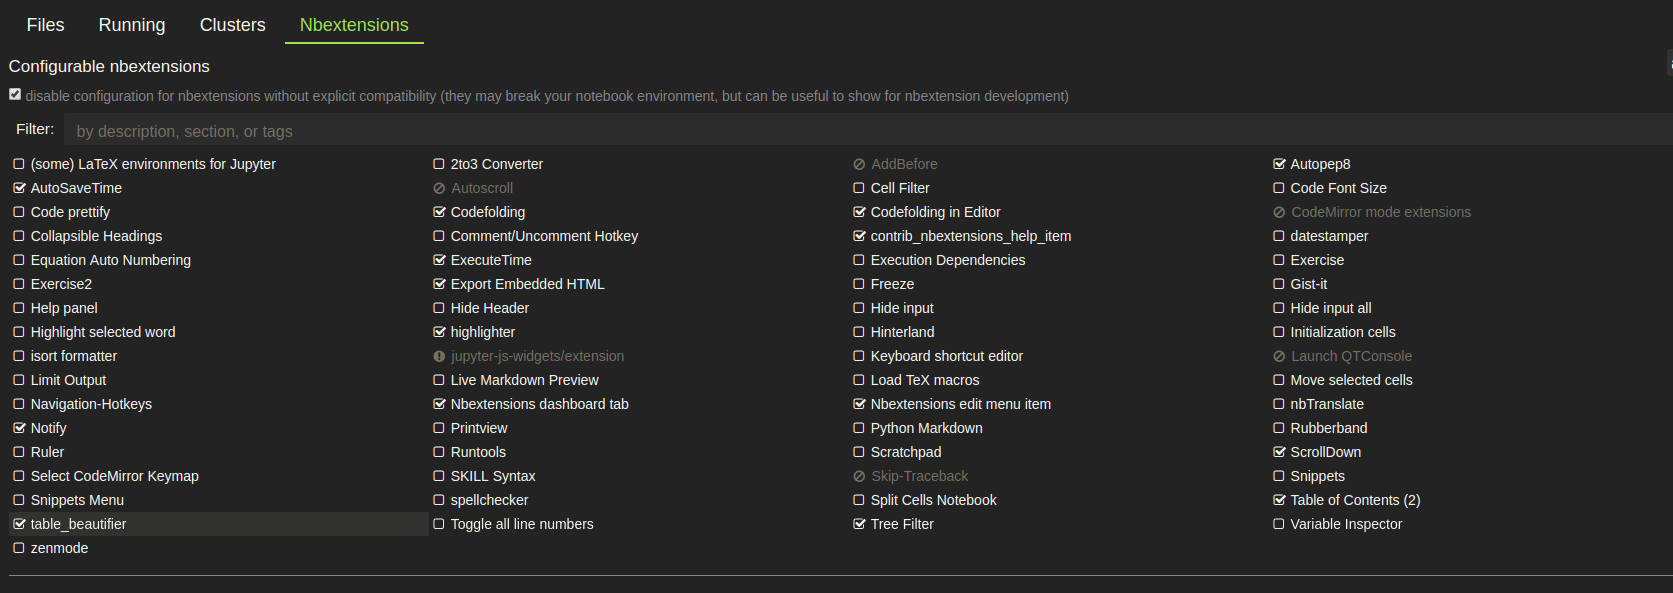 Files Running Clusters Nbextensions
Configurable nbextensions
disable configuration for nbextensions without explicit compatibility (they may break your notebook environment, but can be useful to show for nbextension development)
Filter: by description, section, or tags
(some) LaTeX environments for Jupyter 2to3 Converter AddBefore Autopep8
AutoSaveTime Autoscroll Cell Filter Code Font Size
Code prettify Codefolding Codefolding in Editor CodeMirror mode extensions
Collapsible Headings Comment/Uncomment Hotkey contrib_nbextensions_help_item datestamper
Equation Auto Numbering ExecuteTime Execution Dependencies Exercise
Exercise2 Export Embedded HTML Freeze Gist-it
Help panel Hide Header Hide input Hide input all
Highlight selected word highlighter Hinterland Initialization cells
isort formatter jupyter-js-widgets/extension Keyboard shortcut editor Launch QTConsole
Limit Output Live Markdown Preview Load TeX macros Move selected cells
Navigation-Hotkeys Nbextensions dashboard tab Nbextensions edit menu item nbTranslate
Notify Printview Python Markdown Rubberband
Ruler Runtools Scratchpad ScrollDown
Select CodeMirror Keymap SKILL Syntax Skip-Traceback Snippets
Snippets Menu spellchecker Split Cells Notebook Table of Contents (2)
table_beautifier Toggle all line numbers Tree Filter Variable Inspector
zenmode